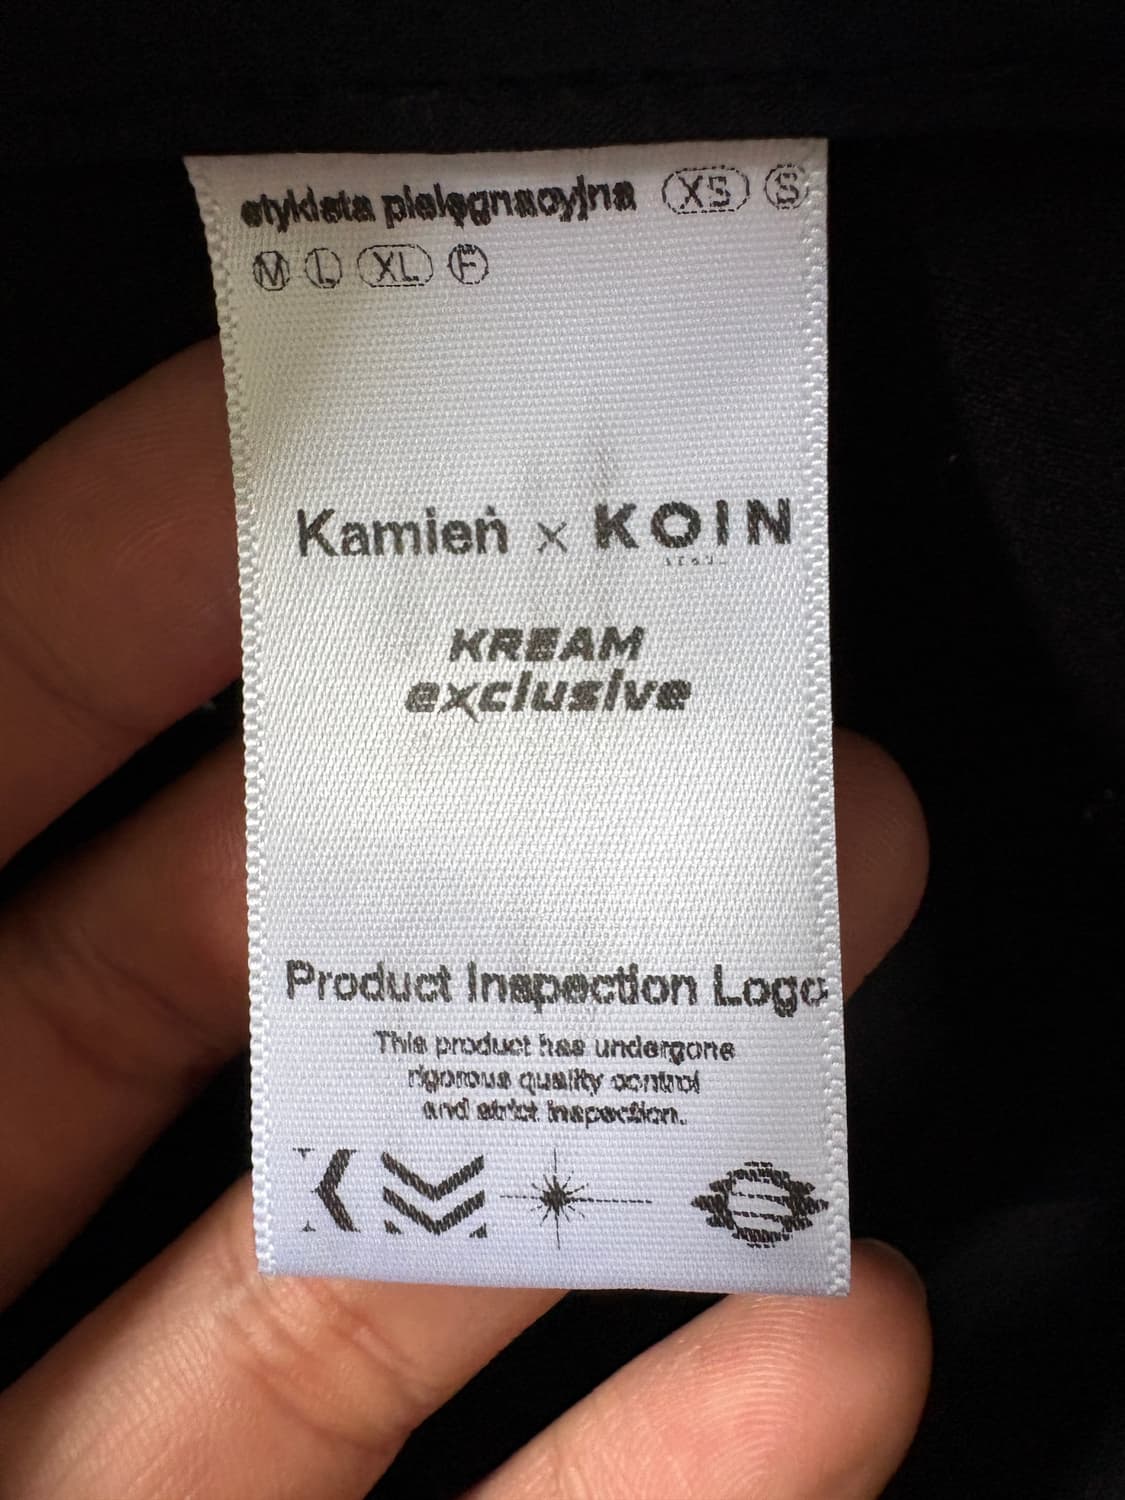 etykieta pielęgnacyjna XS S
M L XL F
Kamień x KOIN
KREAM
exclusive
Product Inspection Logo
This product has undergone
rigorous quality control
and strict inspection.